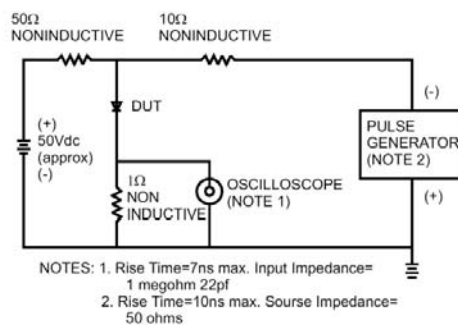 50Ω
NONINDUCTIVE
10Ω
NONINDUCTIVE
(+)
50Vdc
(approx)
(-)
DUT
1Ω
NON
INDUCTIVE
OSCILLOSCOPE
(NOTE 1)
(-)
PULSE
GENERATOR
(NOTE 2)
(+)
NOTES: 1. Rise Time=7ns max. Input Impedance=
1 megohm 22pf
2. Rise Time=10ns max. Sourse Impedance=
50 ohms